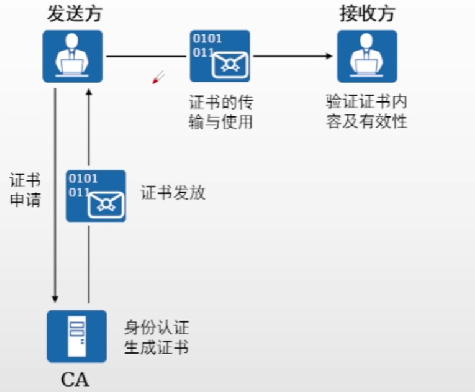 发送方
接收方
0101
011
证书的传
输与使用
验证证书内
容及有效性
证书
申请
0101
011
证书发放
身份认证
生成证书
CA